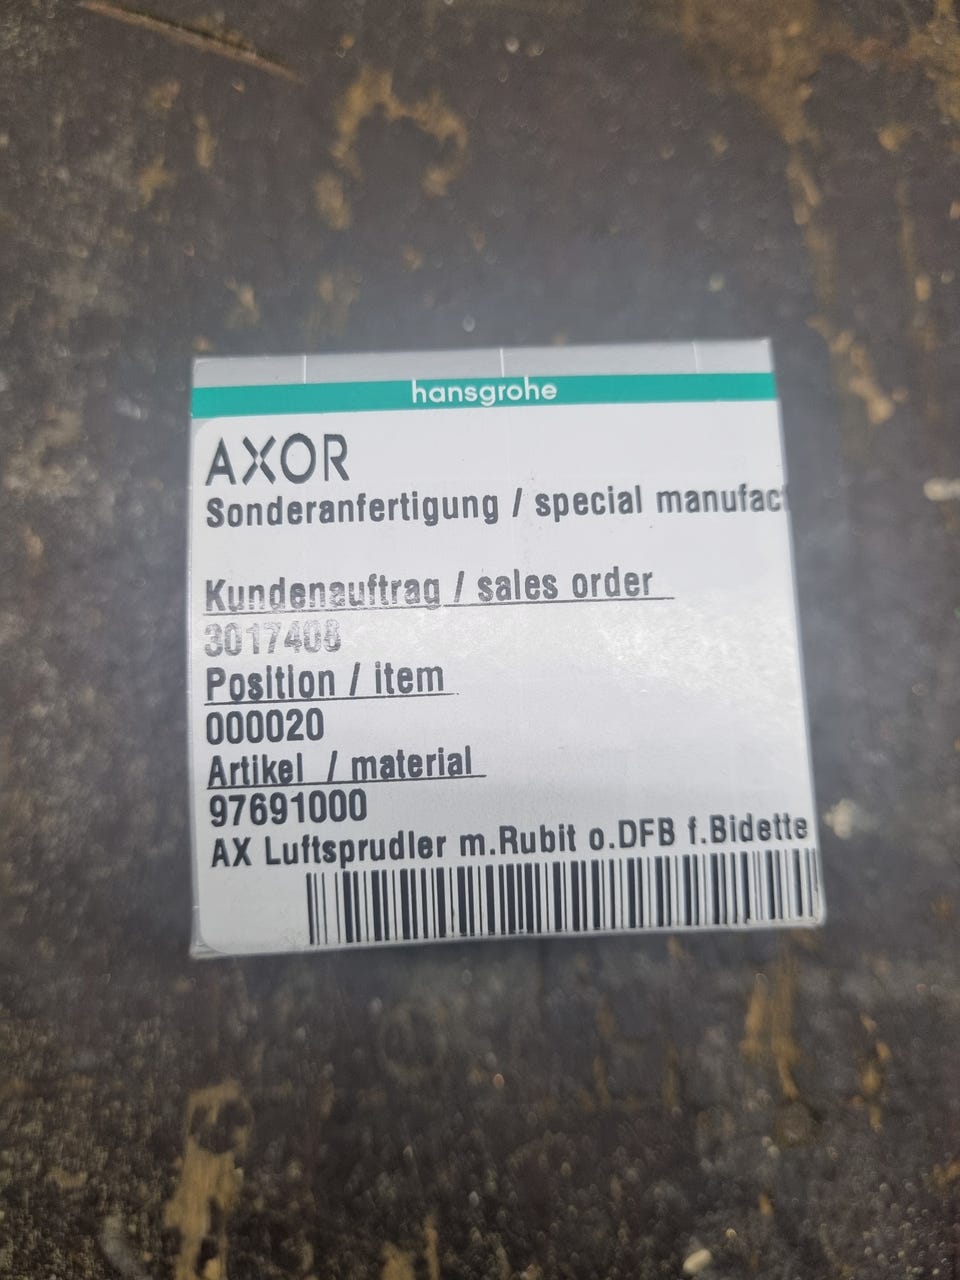 hansgrohe
AXOR
Sonderanfertigung / special manufac
Kundenauftrag / sales order
3017408
Position / item
000020
Artikel / material
97691000
AX Luftsprudler m.Rubit o.DFB f.Bidette